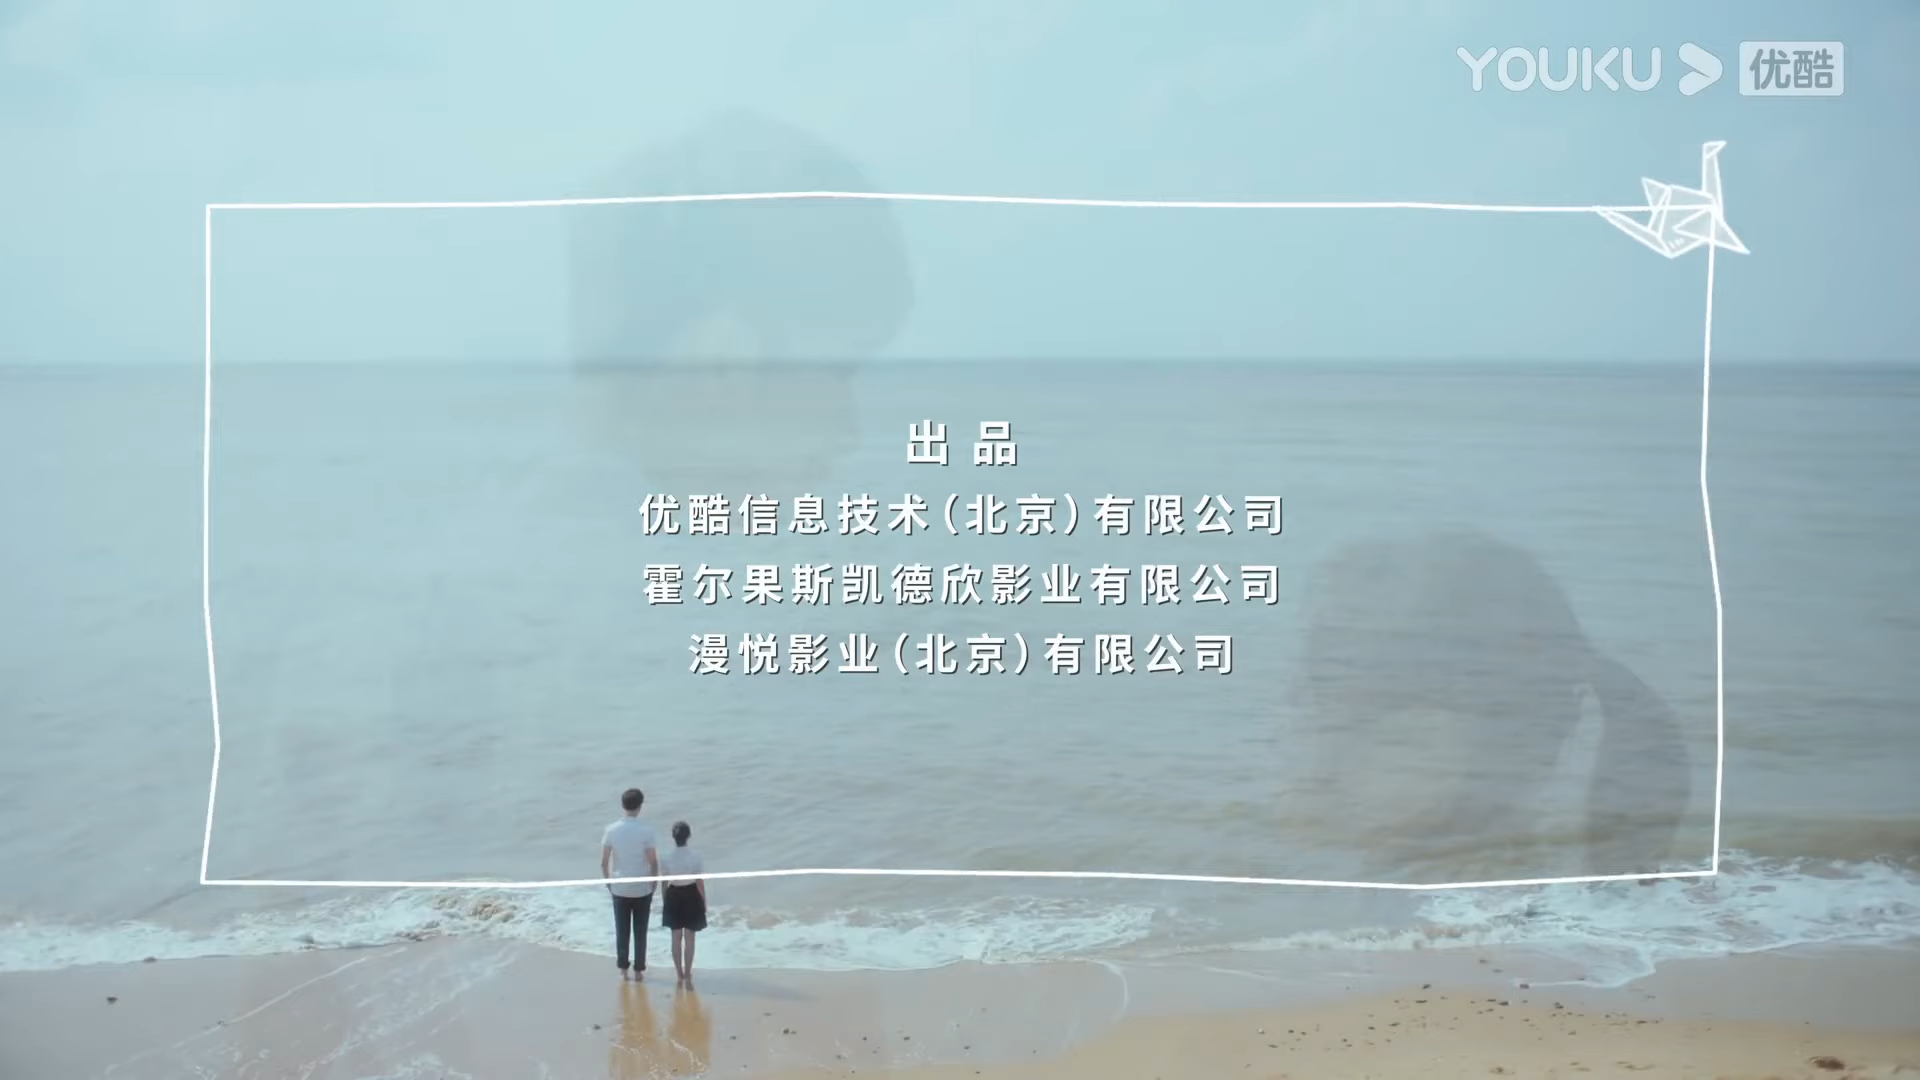 YOUKU 优酷
出品
优酷信息技术(北京)有限公司
霍尔果斯凯德欣影业有限公司
漫悦影业(北京)有限公司